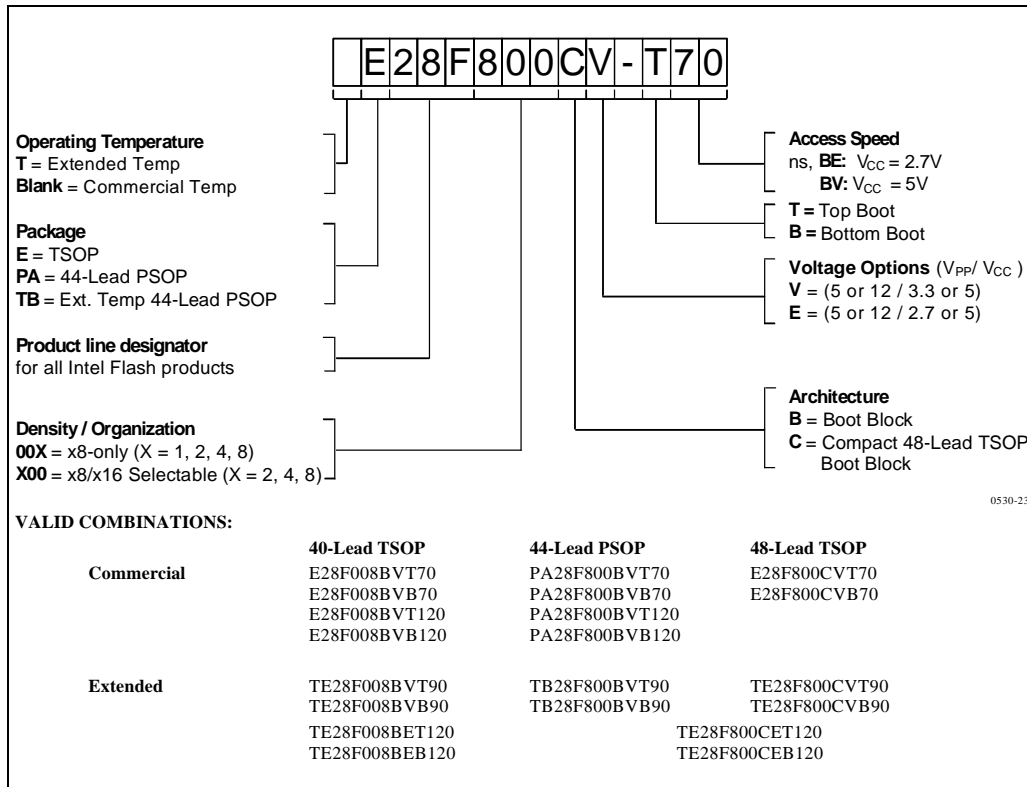 E28F800CV-T70
Operating Temperature
T = Extended Temp
Blank = Commercial Temp
Package
E = TSOP
PA = 44-Lead PSOP
TB = Ext. Temp 44-Lead PSOP
Product line designator
for all Intel Flash products
Density / Organization
00X = x8-only (X = 1, 2, 4, 8)
X00 = x8/x16 Selectable (X = 2, 4, 8)
Access Speed
ns, BE: VCC = 2.7V
BV: VCC = 5V
T = Top Boot
B = Bottom Boot
Voltage Options (VPP/ VCC )
V = (5 or 12 / 3.3 or 5)
E = (5 or 12 / 2.7 or 5)
Architecture
B = Boot Block
C = Compact 48-Lead TSOP
Boot Block
0530-23
VALID COMBINATIONS:
40-Lead TSOP 44-Lead PSOP 48-Lead TSOP
Commercial E28F008BVT70 PA28F800BVT70 E28F800CVT70
E28F008BVB70 PA28F800BVB70 E28F800CVB70
E28F008BVT120 PA28F800BVT120
E28F008BVB120 PA28F800BVB120
Extended TE28F008BVT90 TB28F800BVT90 TE28F800CVT90
TE28F008BVB90 TB28F800BVB90 TE28F800CVB90
TE28F008BET120 TE28F800CET120
TE28F008BEB120 TE28F800CEB120